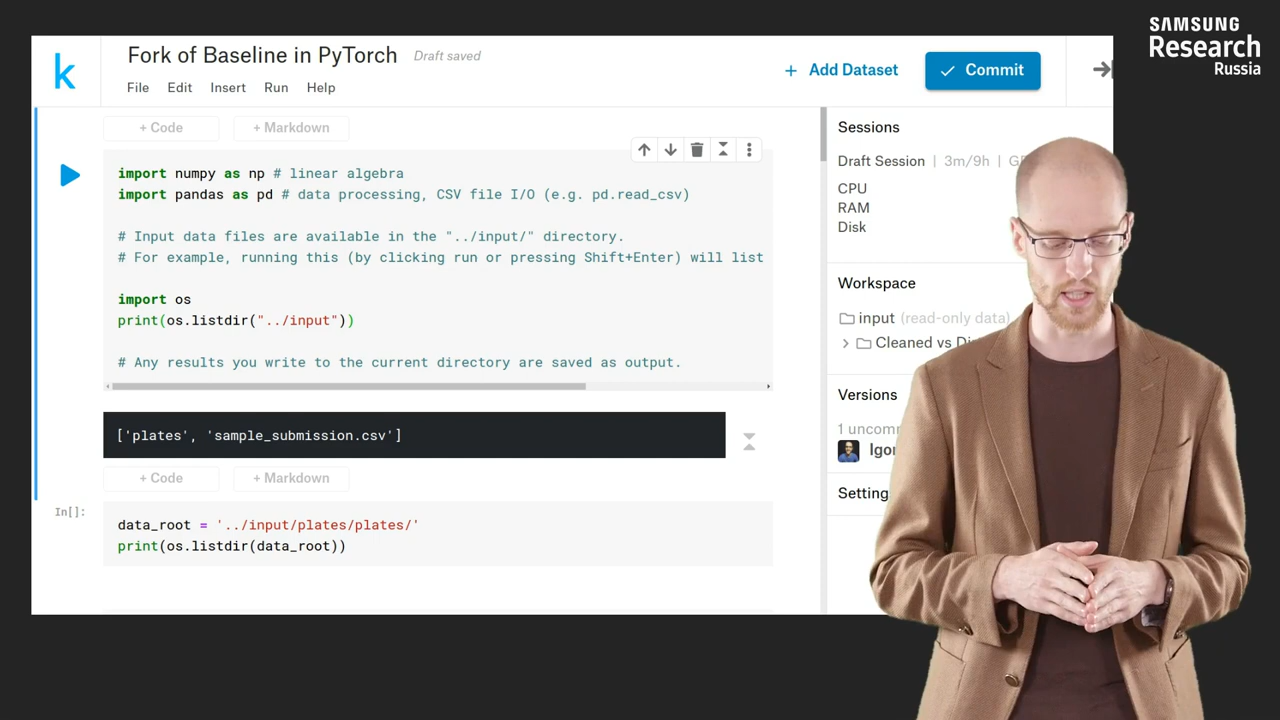 SAMSUNG
Research
Russia
k
Fork of Baseline in PyTorch Draft saved
File Edit Insert Run Help
+ Add Dataset
Commit
+ Code + Markdown
import numpy as np # linear algebra
import pandas as pd # data processing, CSV file I/O (e.g. pd.read_csv)
# Input data files are available in the "../input/" directory.
# For example, running this (by clicking run or pressing Shift+Enter) will list
import os
print(os.listdir("../input"))
# Any results you write to the current directory are saved as output.
['plates', 'sample_submission.csv']
+ Code + Markdown
In[]:
data_root = '../input/plates/plates/'
print(os.listdir(data_root))
Sessions
Draft Session | 3m/9h |
CPU
RAM
Disk
Workspace
input (read-only data)
Cleaned vs
Versions
1
Settings